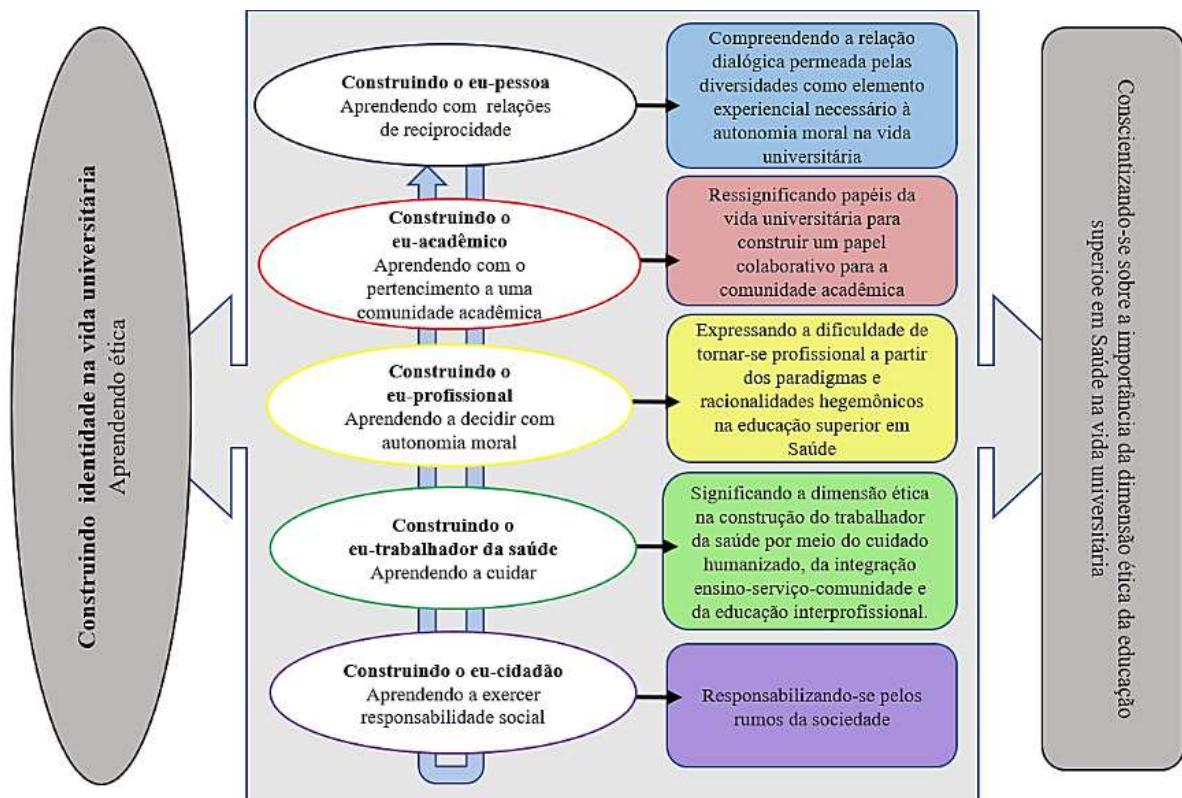 Construindo identidade na vida universitária
Aprendendo ética
Construindo o eu-pessoa
Aprendendo com relações
de reciprocidade
Compreendendo a relação
dialógica permeada pelas
diversidades como elemento
experiencial necessário à
autonomia moral na vida
universitária
Construindo o
eu-acadêmico
Aprendendo com o
pertencimento a uma
comunidade acadêmica
Ressignificando papéis da
vida universitária para
construir um papel
colaborativo para a
comunidade acadêmica
Construindo o
eu-profissional
Aprendendo a decidir com
autonomia moral
Expressando a dificuldade de
tornar-se profissional a partir
dos paradigmas e
racionalidades hegemônicos
na educação superior em
Saúde
Construindo o
eu-trabalhador da saúde
Aprendendo a cuidar
Significando a dimensão ética
na construção do trabalhador
da saúde por meio do cuidado
humanizado, da integração
ensino-serviço-comunidade e
da educação interprofissional.
Construindo o eu-cidadão
Aprendendo a exercer
responsabilidade social
Responsabilizando-se pelos
rumos da sociedade
Conscientizando-se sobre a importância da dimensão ética da educação
superioe em Saúde na vida universitária